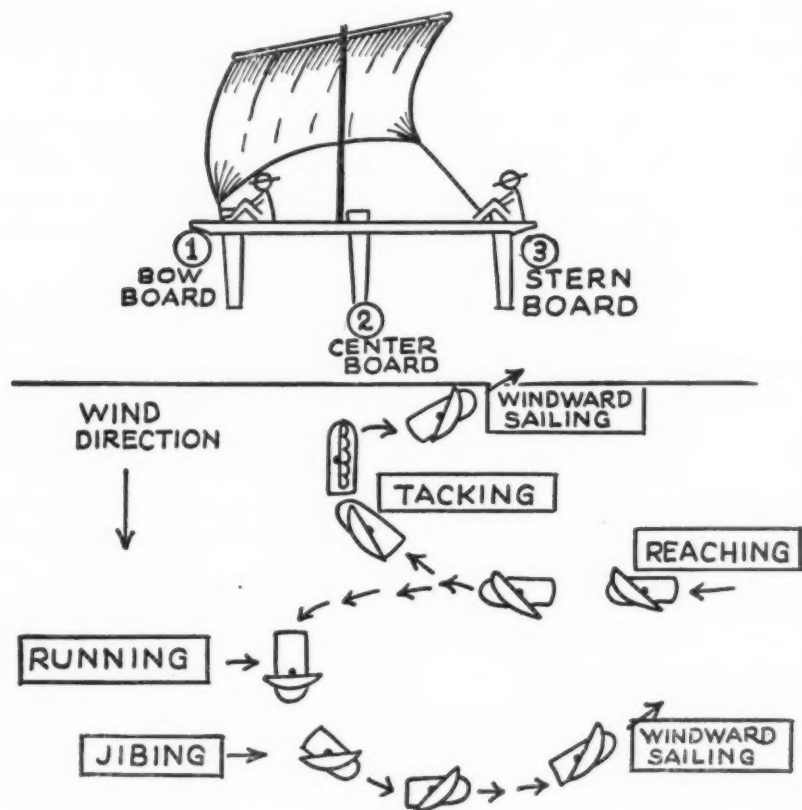 1
BOW
BOARD
2
CENTER
BOARD
3
STERN
BOARD
WIND
DIRECTION
WINDWARD
SAILING
TACKING
REACHING
RUNNING
JIBING
WINDWARD
SAILING